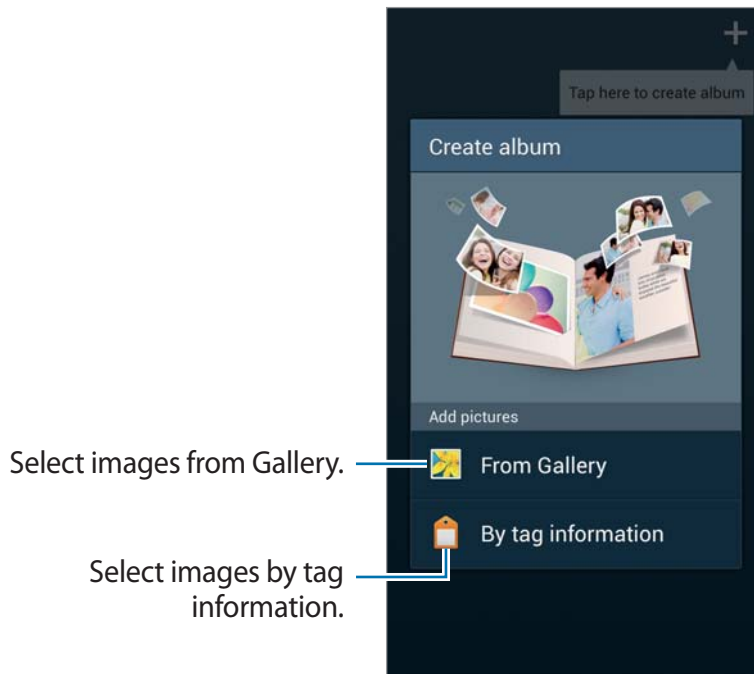 Tap here to create album
Create album
Add pictures
Select images from Gallery.
From Gallery
Select images by tag
information.
By tag information